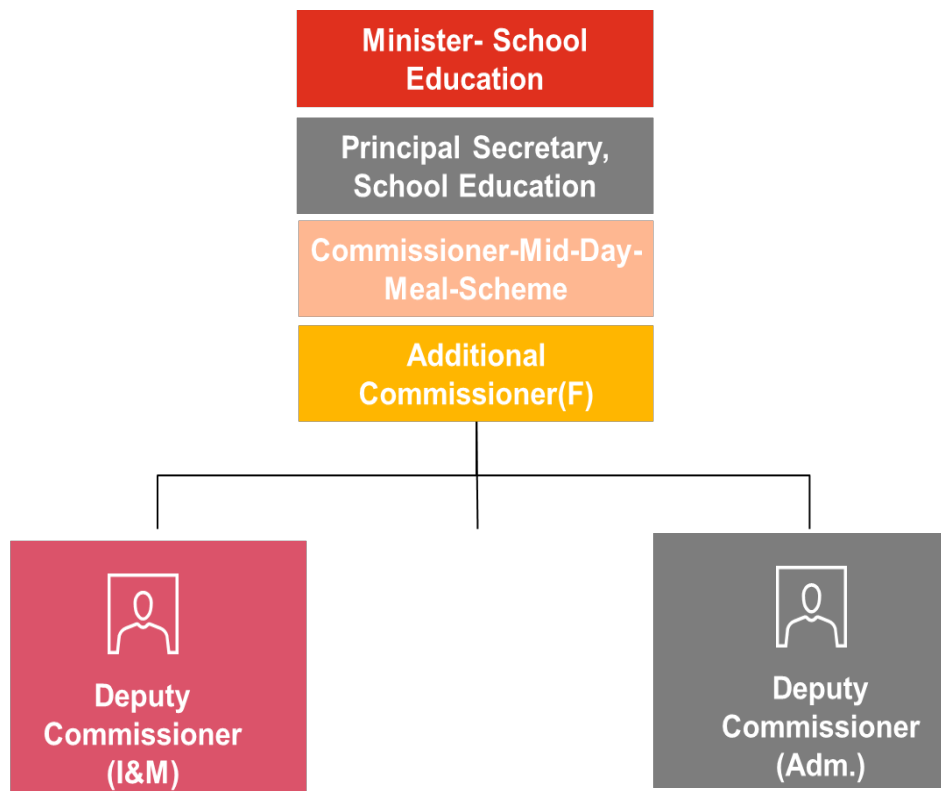 Minister- School
Education
Principal Secretary,
School Education
Commissioner-Mid-Day-
Meal-Scheme
Additional
Commissioner(F)
Deputy
Commissioner
(I&M)
Deputy
Commissioner
(Adm.)